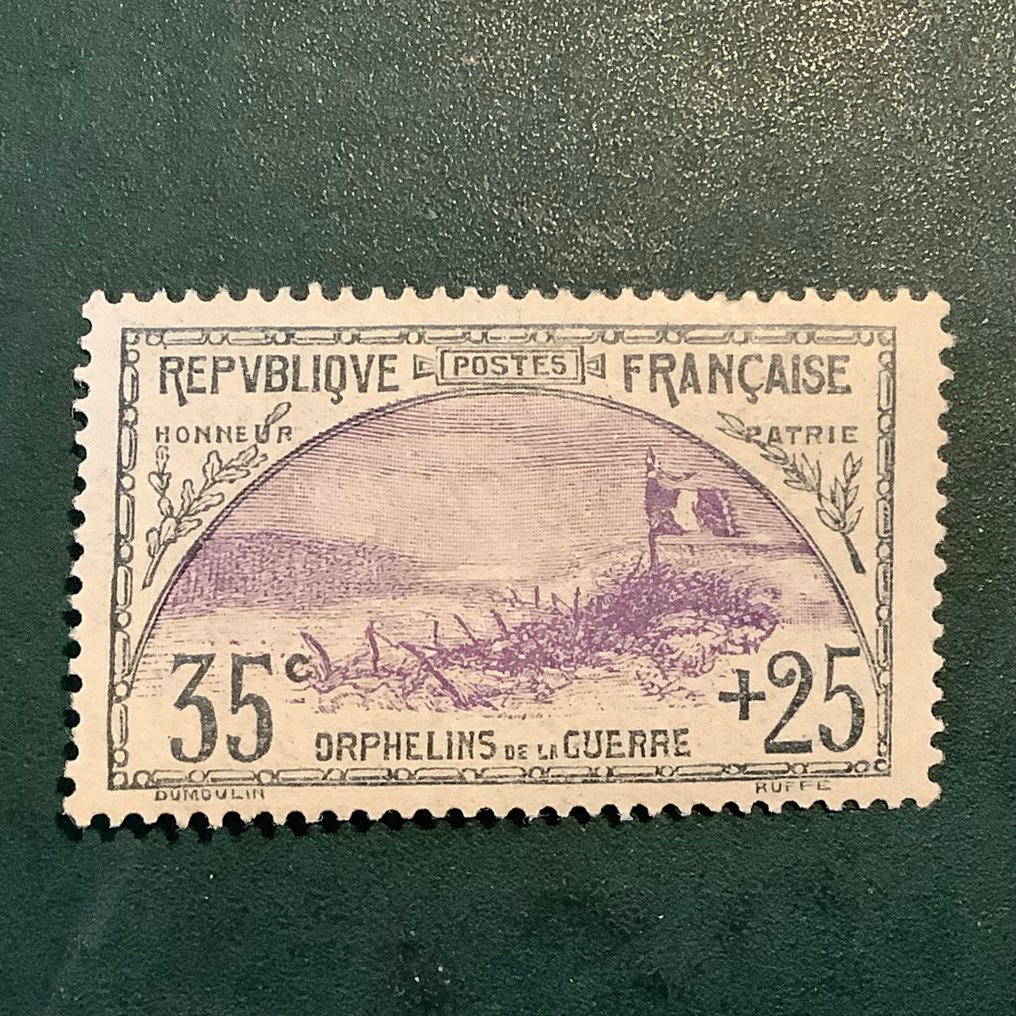 REPVBLIQVE POSTES FRANÇAISE
HONNEUR PATRIE
35c +25
ORPHELINS DE LA GUERRE
DUMOULIN RUFFE